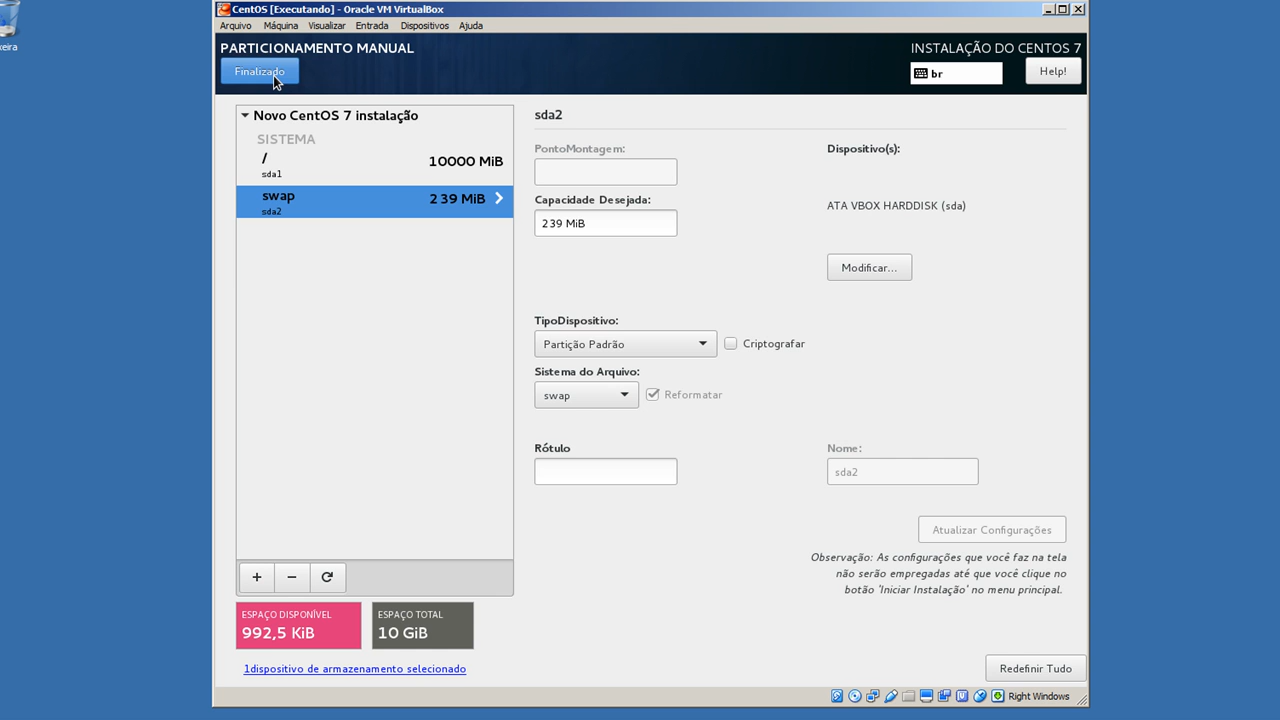 CentOS [Executando] - Oracle VM VirtualBox
Arquivo Máquina Visualizar Entrada Dispositivos Ajuda
PARTICIONAMENTO MANUAL
INSTALAÇÃO DO CENTOS 7
Finalizado
br
Help!
Novo CentOS 7 instalação
SISTEMA
/
10000 MiB
sda1
swap
239 MiB
sda2
sda2
PontoMontagem:
Dispositivo(s):
Capacidade Desejada:
239 MiB
ATA VBOX HARDDISK (sda)
Modificar...
TipoDispositivo:
Partição Padrão
Criptografar
Sistema do Arquivo:
swap
Reformatar
Rótulo
Nome:
sda2
Atualizar Configurações
Observação: As configurações que você faz na tela
não serão empregadas até que você clique no
botão 'Iniciar Instalação' no menu principal.
+ -
ESPAÇO DISPONÍVEL
992,5 KiB
ESPAÇO TOTAL
10 GiB
1dispositivo de armazenamento selecionado
Redefinir Tudo
Right Windows